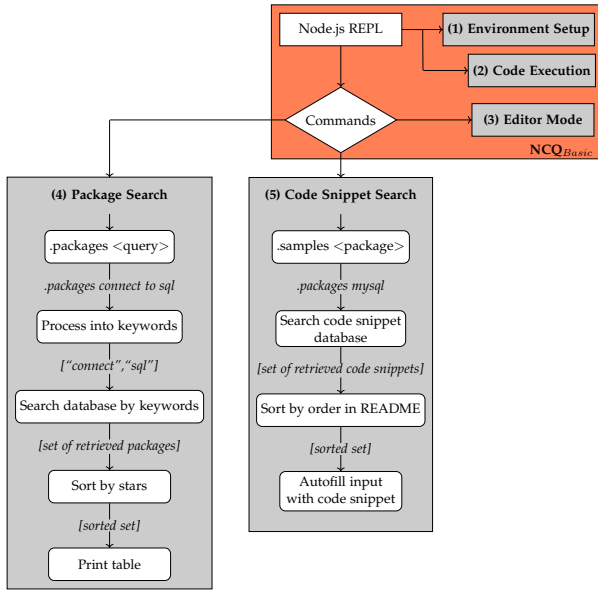 Node.js REPL
(1) Environment Setup
(2) Code Execution
Commands
(3) Editor Mode
NCQBasic
(4) Package Search
.packages <query>
.packages connect to sql
Process into keywords
[“connect”,“sql”]
Search database by keywords
[set of retrieved packages]
Sort by stars
[sorted set]
Print table
(5) Code Snippet Search
.samples <package>
.packages mysql
Search code snippet
database
[set of retrieved code snippets]
Sort by order in README
[sorted set]
Autofill input
with code snippet